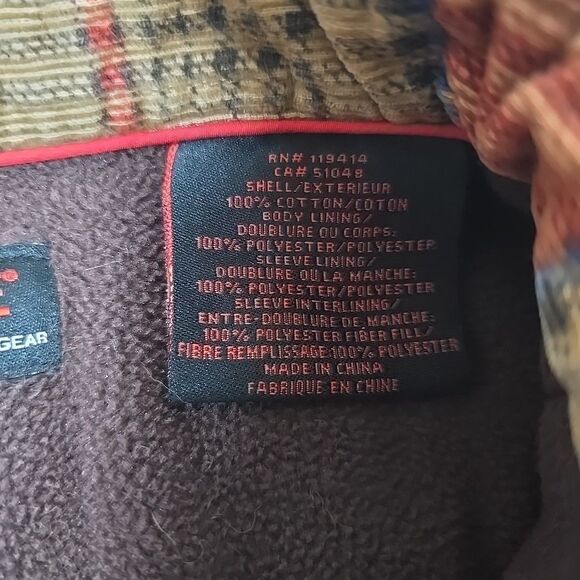 RN# 119414
CA# 51048
SHELL/EXTERIEUR
100% COTTON/COTON
BODY LINING/
DOUBLURE OU CORPS:
100% POLYESTER/POLYESTER
SLEEVE LINING/
DOUBLURE OU LA MANCHE:
100% POLYESTER/POLYESTER
SLEEVE INTERLINING/
ENTRE-DOUBLURE DE MANCHE:
100% POLYESTER FIBER FILL/
FIBRE REMPLISSAGE 100% POLYESTER
MADE IN CHINA
FABRIQUE EN CHINE
GEAR